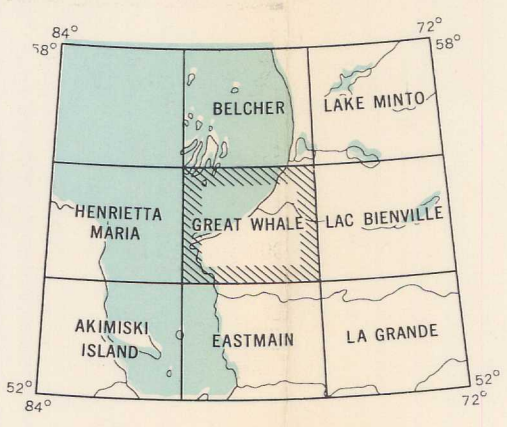 84°
72°
58°
58°
BELCHER
LAKE MINTO
HENRIETTA
MARIA
GREAT WHALE
LAC BIENVILLE
AKIMISKI
ISLAND
EASTMAIN
LA GRANDE
52°
52°
84°
72°